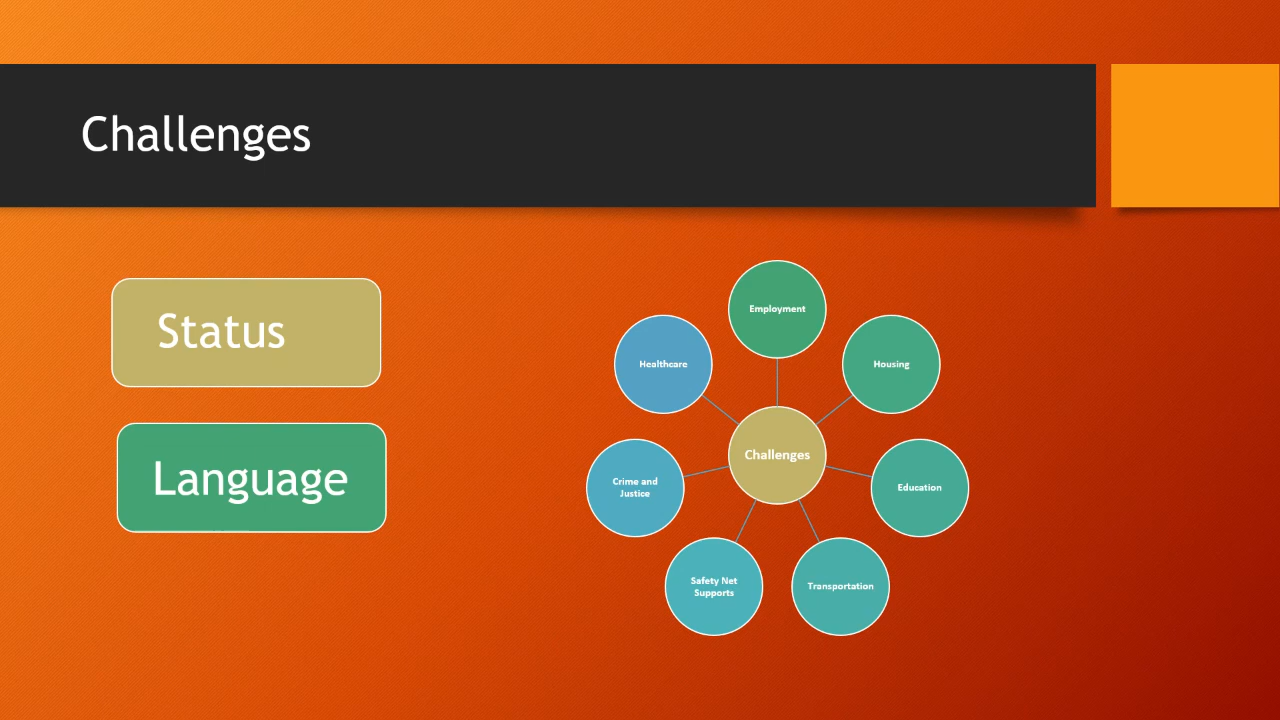 Challenges
Status
Language
Employment
Healthcare
Housing
Challenges
Crime and
Justice
Education
Safety Net
Supports
Transportation